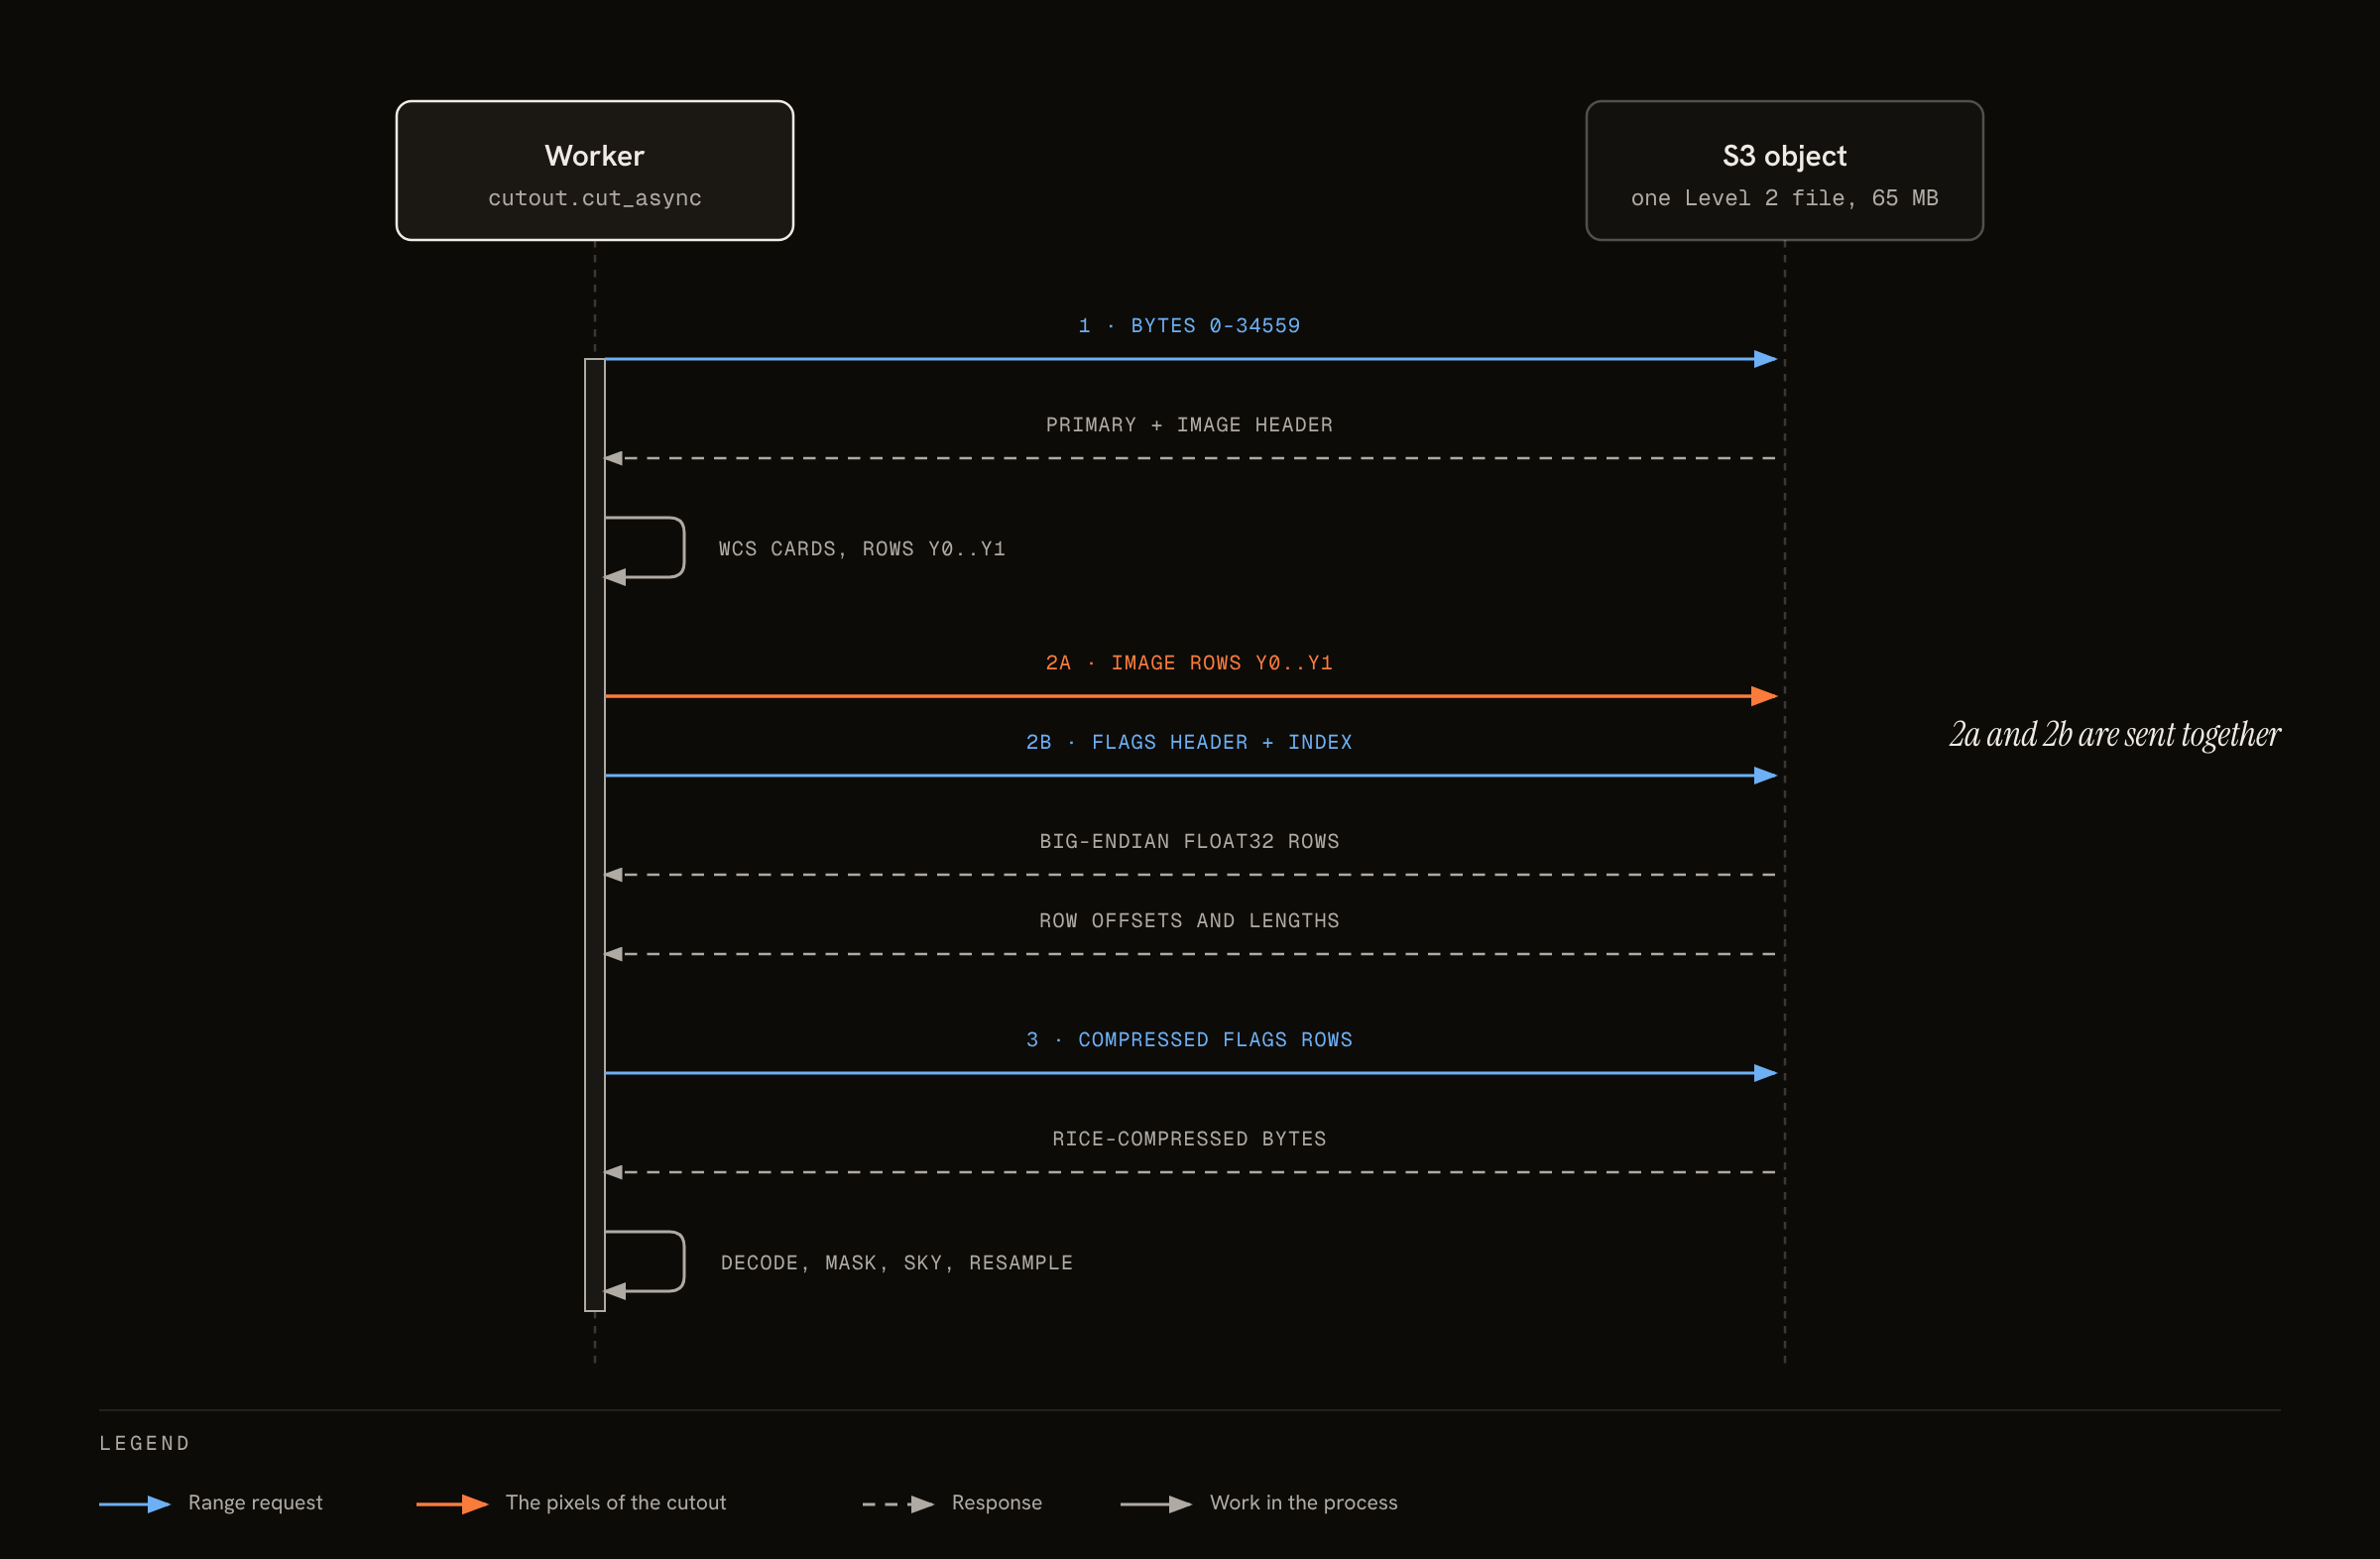 Worker
cutout.cut_async
S3 object
one Level 2 file, 65 MB
1 · BYTES 0-34559
PRIMARY + IMAGE HEADER
WCS CARDS, ROWS Y0..Y1
2A · IMAGE ROWS Y0..Y1
2B · FLAGS HEADER + INDEX
2a and 2b are sent together
BIG-ENDIAN FLOAT32 ROWS
ROW OFFSETS AND LENGTHS
3 · COMPRESSED FLAGS ROWS
RICE-COMPRESSED BYTES
DECODE, MASK, SKY, RESAMPLE
LEGEND
Range request
The pixels of the cutout
Response
Work in the process